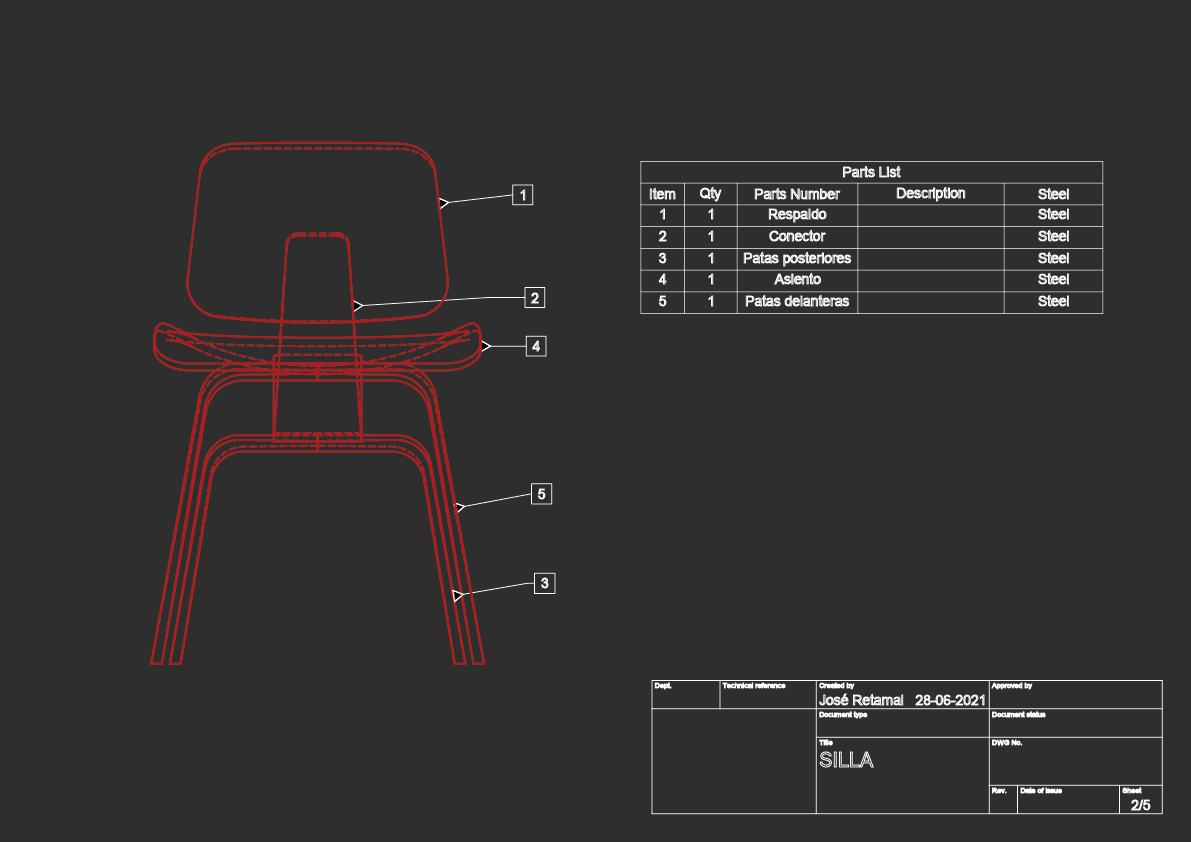 1
2
4
5
3
Parts List
Item Qty Parts Number Description Steel
1 1 Respaldo Steel
2 1 Conector Steel
3 1 Patas posteriores Steel
4 1 Asiento Steel
5 1 Patas delanteras Steel
Dept. Technical reference Created by Approved by
José Retamal 28-06-2021
Document type Document status
Title DWG No.
SILLA
Rev. Date of issue Sheet
2/5